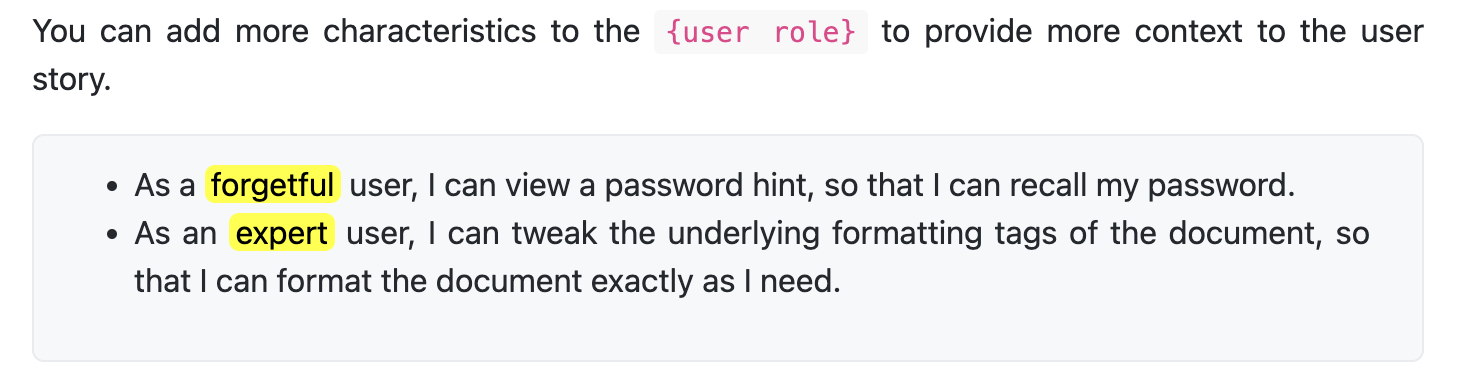 You can add more characteristics to the {user role} to provide more context to the user
story.
• As a forgetful user, I can view a password hint, so that I can recall my password.
• As an expert user, I can tweak the underlying formatting tags of the document, so
that I can format the document exactly as I need.